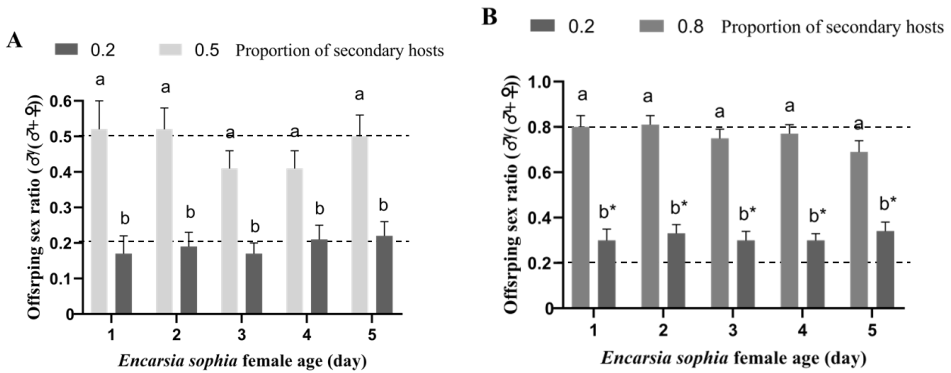 A
0.2 0.5 Proportion of secondary hosts
Offsrping sex ratio (♂/(♂+♀))
0.6
0.5
0.4
0.3
0.2
0.1
0
a a a a a
b b b b b
1 2 3 4 5
Encarsia sophia female age (day)
B
0.2 0.8 Proportion of secondary hosts
Offsrping sex ratio (♂/(♂+♀))
1.0
0.8
0.6
0.4
0.2
0
a a a a a
b* b* b* b* b*
1 2 3 4 5
Encarsia sophia female age (day)